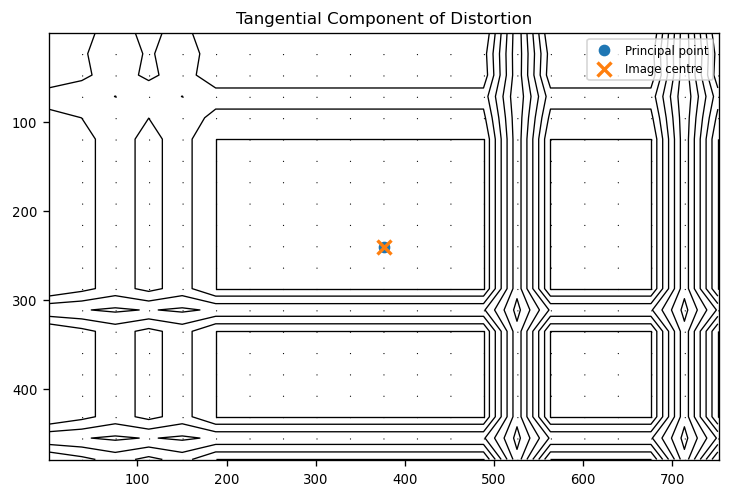 Tangential Component of Distortion
Principal point
Image centre
100
200
300
400
100 200 300 400 500 600 700